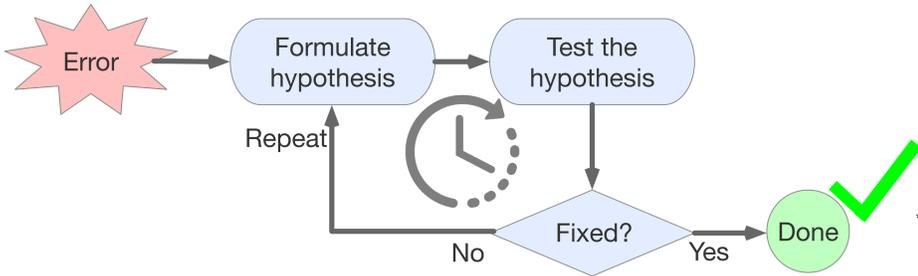 Error
Formulate
hypothesis
Test the
hypothesis
Repeat
Fixed?
No
Yes
Done